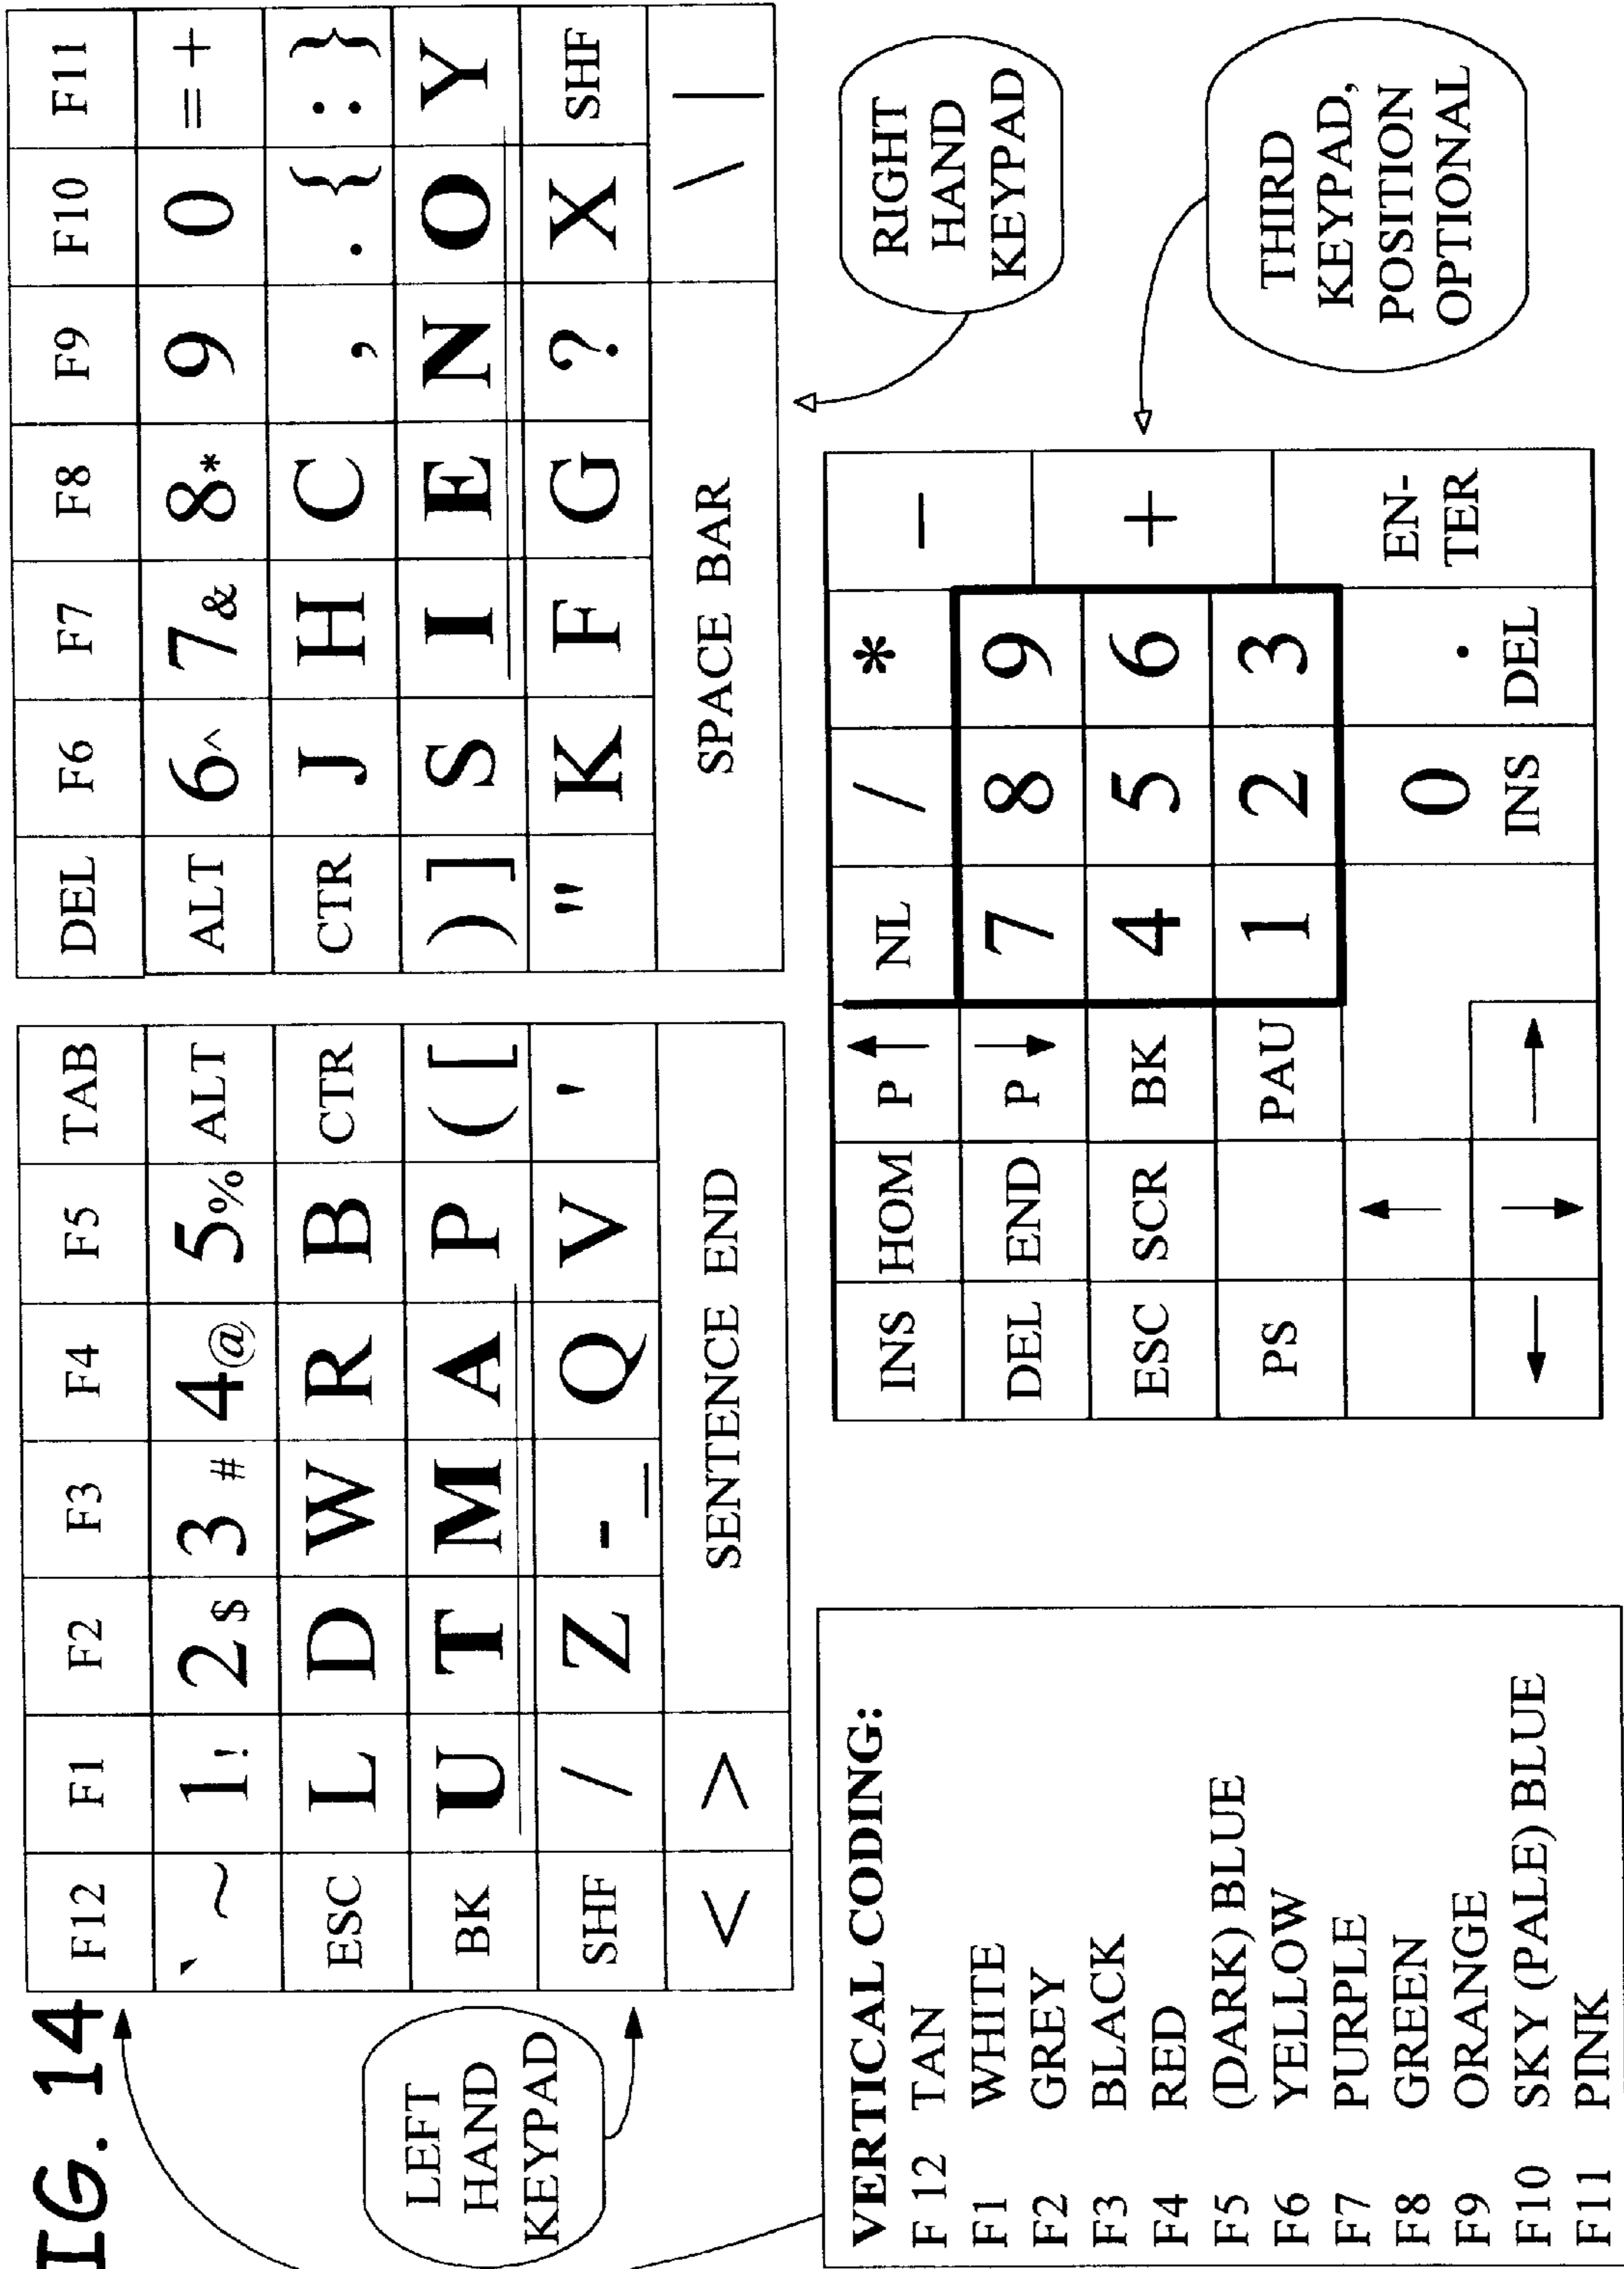 IG. 14
F12 F1 F2 F3 F4 F5 TAB
` ~ 1! 2$ 3 # 4@ 5% ALT
ESC L D W R B CTR
BK U T M A P ( [
SHF / Z - _ Q V '
< > SENTENCE END
DEL F6 F7 F8 F9 F10 F11
ALT 6^ 7& 8* 9 0 = +
CTR J H C , . { : }
) ] S I E N O Y
" K F G ? X SHF
SPACE BAR \ |
LEFT
HAND
KEYPAD
RIGHT
HAND
KEYPAD
VERTICAL CODING:
F 12 TAN
F1 WHITE
F2 GREY
F3 BLACK
F4 RED
F5 (DARK) BLUE
F6 YELLOW
F7 PURPLE
F8 GREEN
F9 ORANGE
F10 SKY (PALE) BLUE
F11 PINK
INS HOM P ↑ NL / * –
DEL END P ↓ 7 8 9
ESC SCR BK 4 5 6 +
PS PAU 1 2 3
↑ 0 . EN-
TER
← ↓ → INS DEL
THIRD
KEYPAD,
POSITION
OPTIONAL